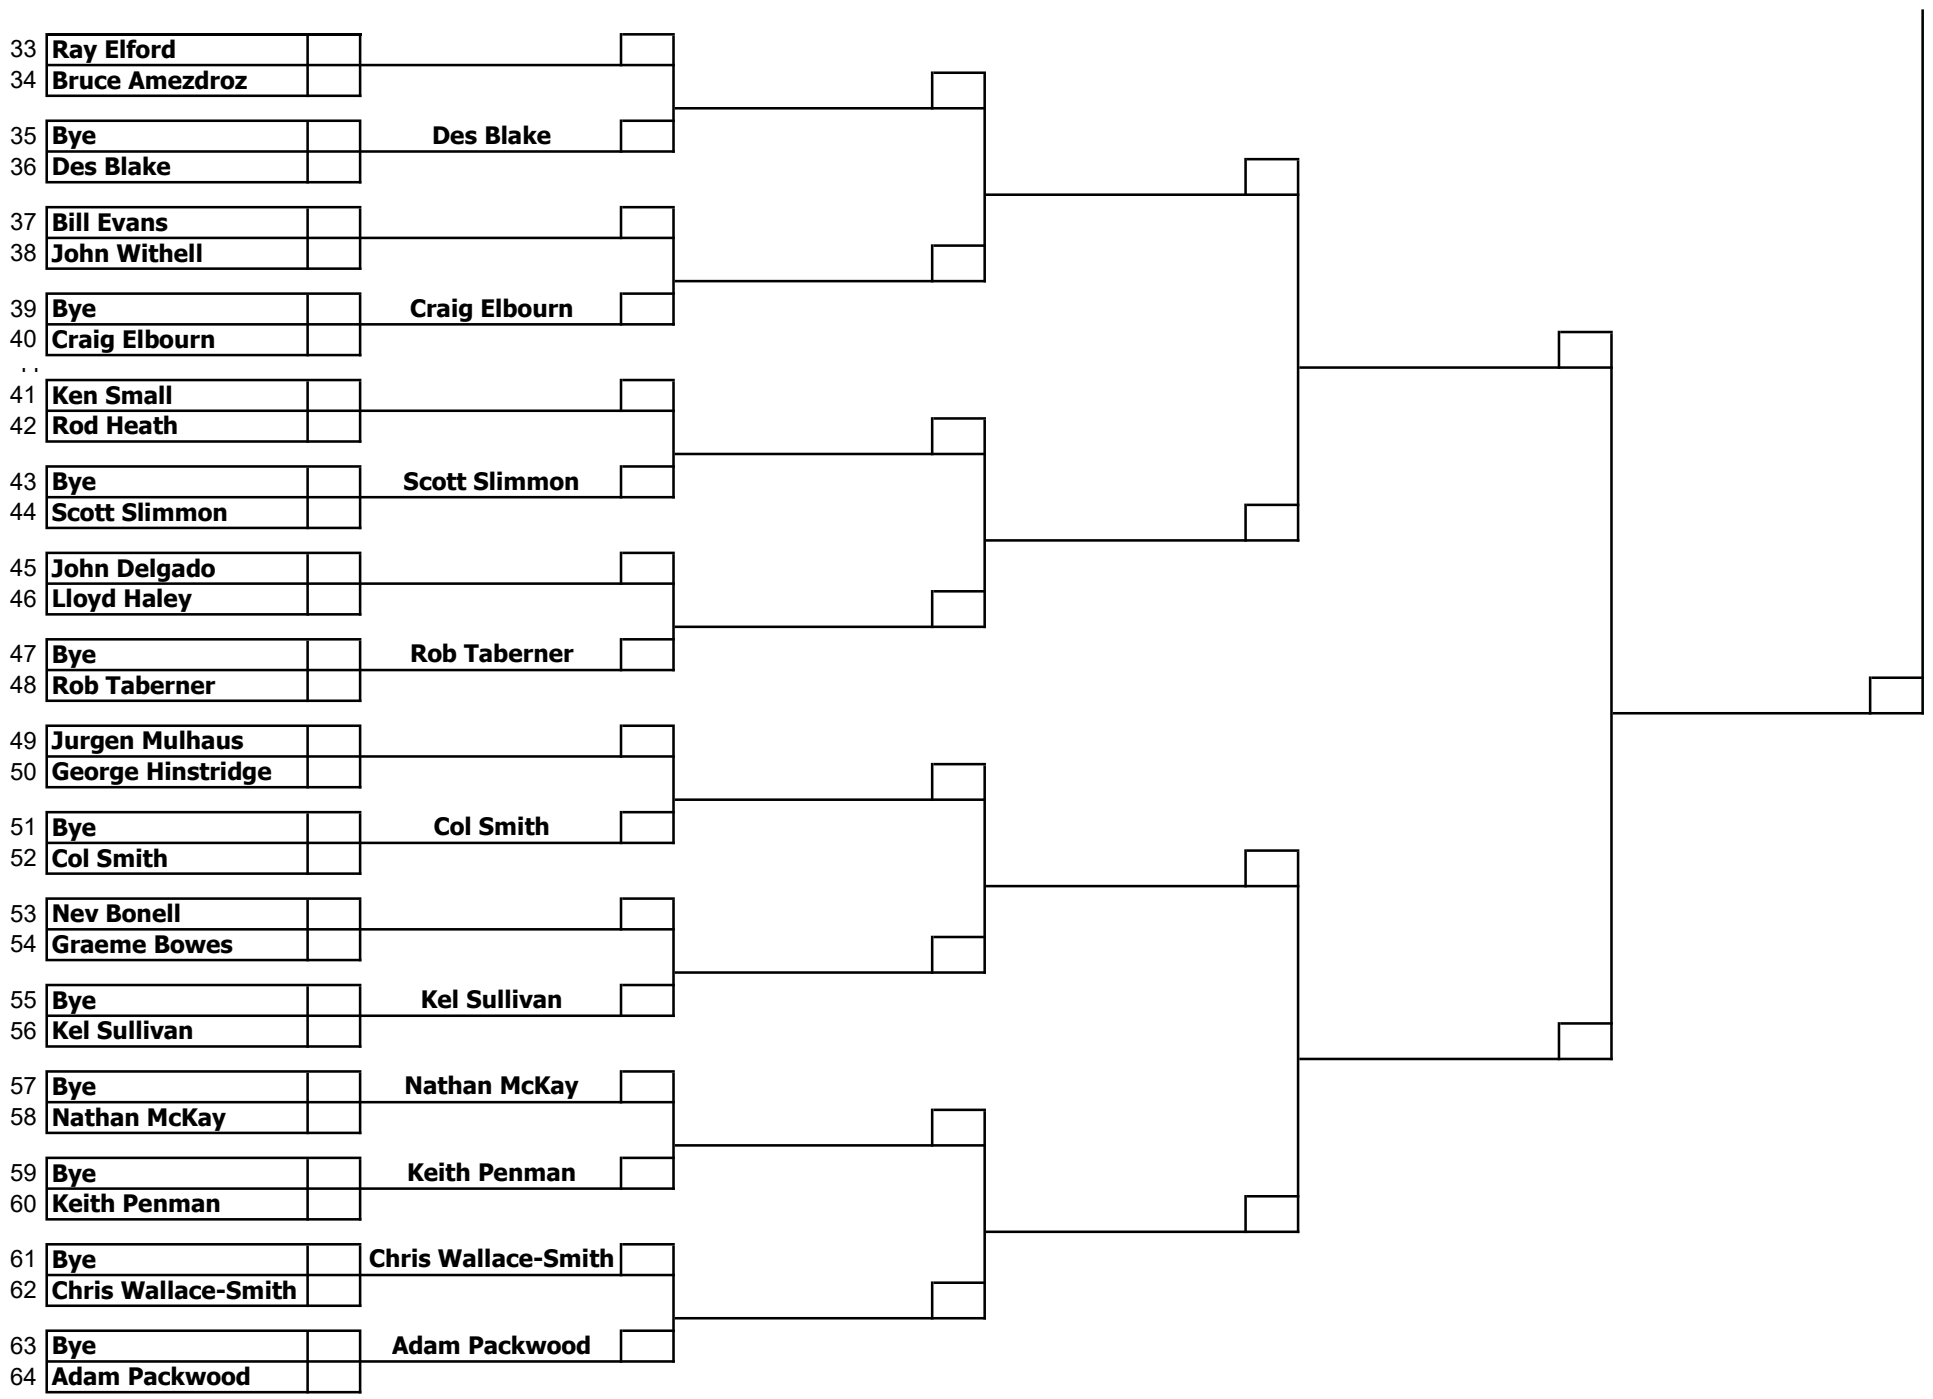 33 Ray Elford
34 Bruce Amezdroz
35 Bye Des Blake
36 Des Blake
37 Bill Evans
38 John Withell
39 Bye Craig Elbourn
40 Craig Elbourn
41 Ken Small
42 Rod Heath
43 Bye Scott Slimmon
44 Scott Slimmon
45 John Delgado
46 Lloyd Haley
47 Bye Rob Taberner
48 Rob Taberner
49 Jurgen Mulhaus
50 George Hinstridge
51 Bye Col Smith
52 Col Smith
53 Nev Bonell
54 Graeme Bowes
55 Bye Kel Sullivan
56 Kel Sullivan
57 Bye Nathan McKay
58 Nathan McKay
59 Bye Keith Penman
60 Keith Penman
61 Bye Chris Wallace-Smith
62 Chris Wallace-Smith
63 Bye Adam Packwood
64 Adam Packwood